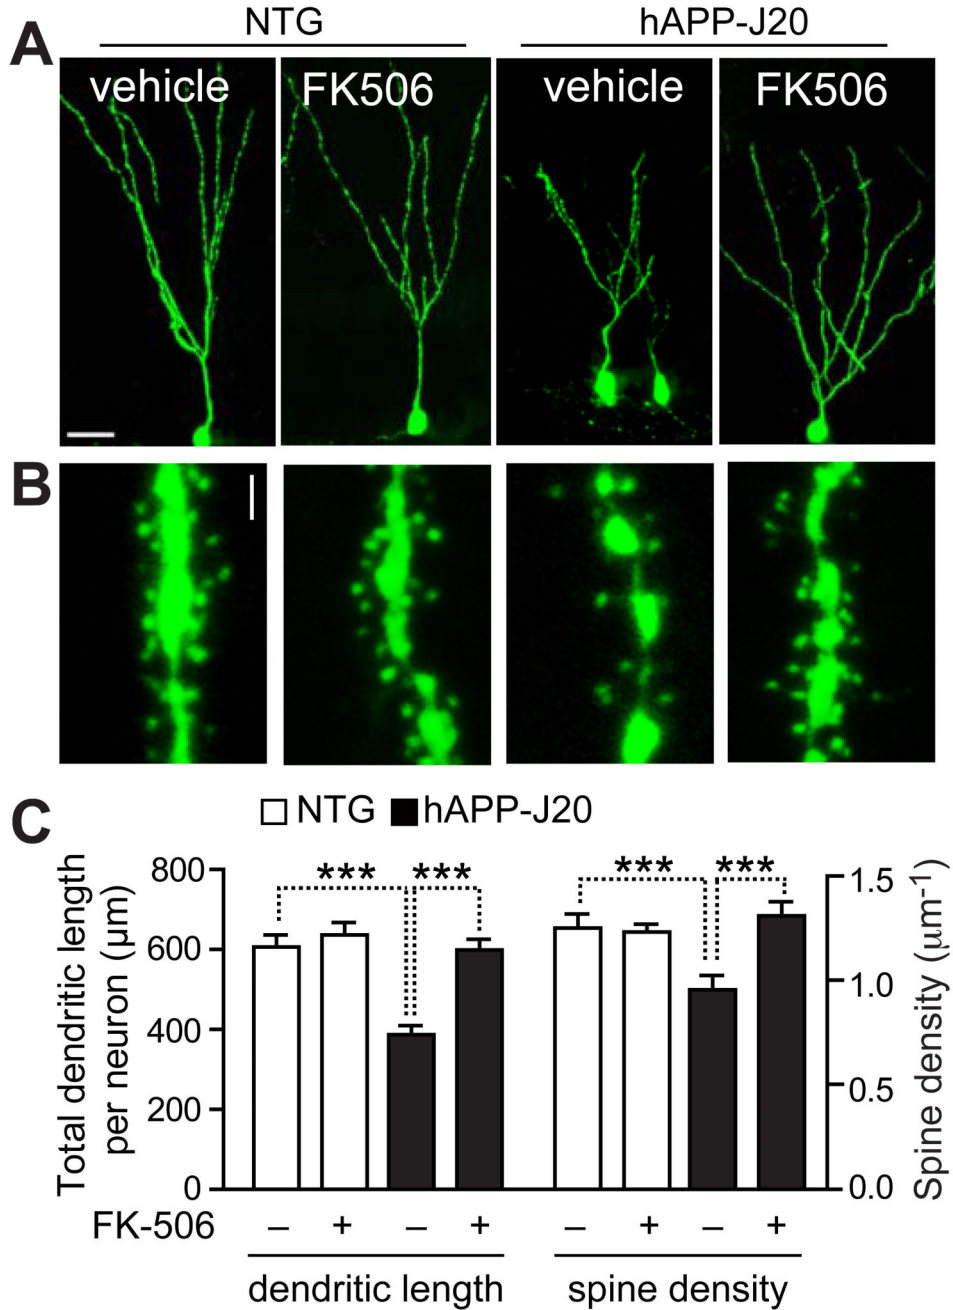 A
NTG
hAPP-J20
vehicle
FK506
vehicle
FK506
B
C
NTG
hAPP-J20
Total dendritic length
per neuron (μm)
800
600
400
200
0
***
***
***
***
1.5
1.0
0.5
0.0
Spine density (μm⁻¹)
FK-506
– + – + – + – +
dendritic length
spine density